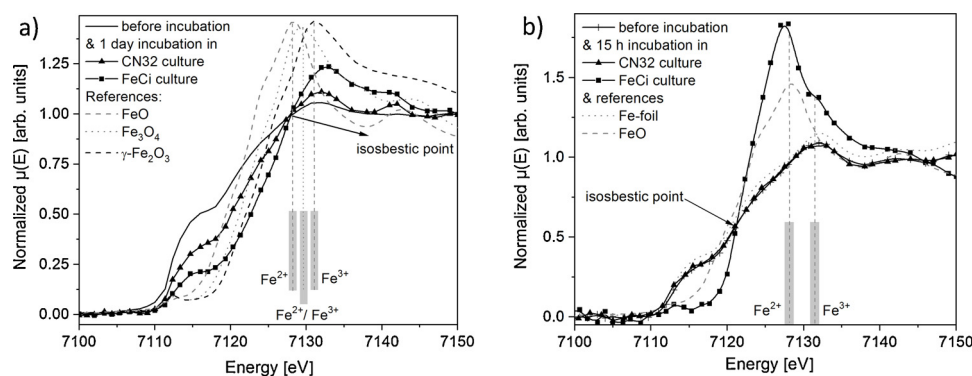 a)
before incubation
& 1 day incubation in
CN32 culture
FeCi culture
References:
FeO
Fe₃O₄
γ-Fe₂O₃
isosbestic point
Fe²⁺
Fe³⁺
Fe²⁺/ Fe³⁺
Normalized μ(E) [arb. units]
1.25
1.00
0.75
0.50
0.25
0.00
7100 7110 7120 7130 7140 7150
Energy [eV]
b)
before incubation
& 15 h incubation in
CN32 culture
FeCi culture
& references
Fe-foil
FeO
isosbestic point
Fe²⁺
Fe³⁺
Normalized μ(E) [arb. units]
1.5
1.0
0.5
0.0
7100 7110 7120 7130 7140 7150
Energy [eV]